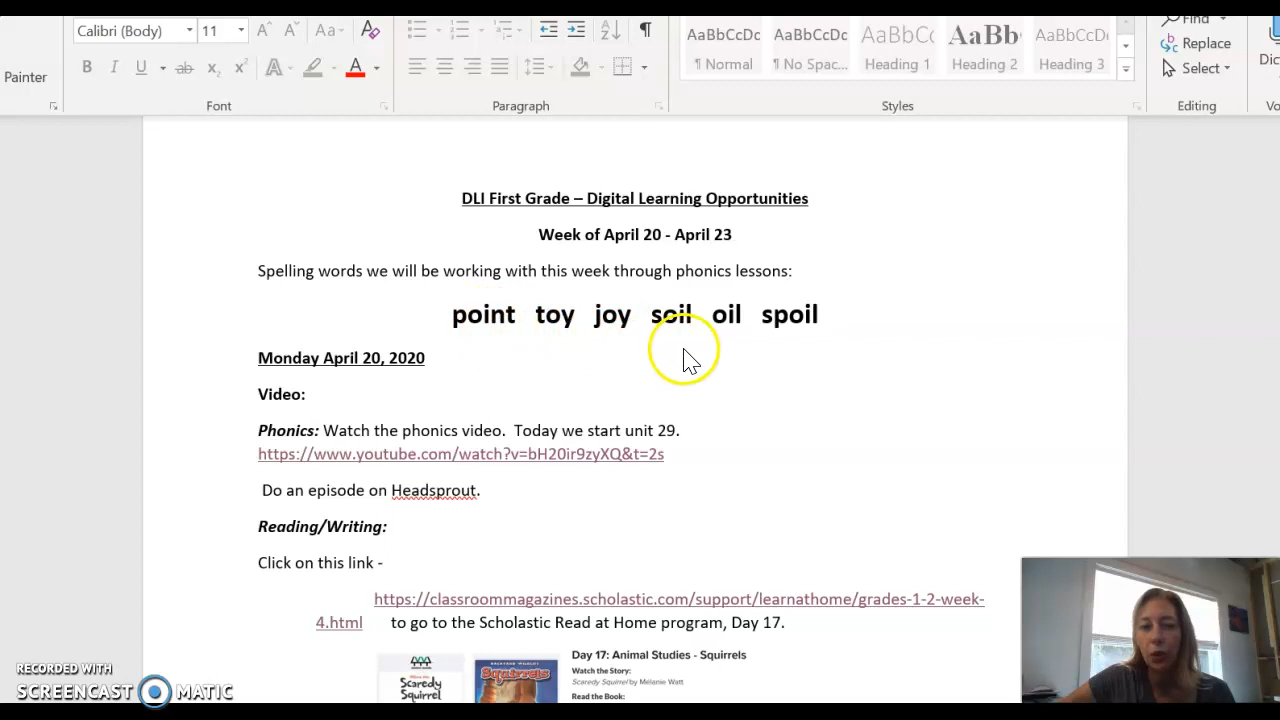 Calibri (Body) 11 Aa
AaBbCcDc AaBbCcDc AaBbCc AaBb AaBbCcD
Find
Replace
Select
Painter
B I U ab x₂ x² A A
¶ Normal ¶ No Spac... Heading 1 Heading 2 Heading 3
Font Paragraph Styles Editing
DLI First Grade – Digital Learning Opportunities
Week of April 20 - April 23
Spelling words we will be working with this week through phonics lessons:
point toy joy soil oil spoil
Monday April 20, 2020
Video:
Phonics: Watch the phonics video. Today we start unit 29.
https://www.youtube.com/watch?v=bH20ir9zyXQ&t=2s
Do an episode on Headsprout.
Reading/Writing:
Click on this link -
https://classroommagazines.scholastic.com/support/learnathome/grades-1-2-week-
4.html to go to the Scholastic Read at Home program, Day 17.
Day 17: Animal Studies - Squirrels
Watch the Story:
Scaredy Squirrel by Mélanie Watt
Read the Book:
Scaredy
Squirrel
Squirrels
RECORDED WITH
SCREENCAST MATIC